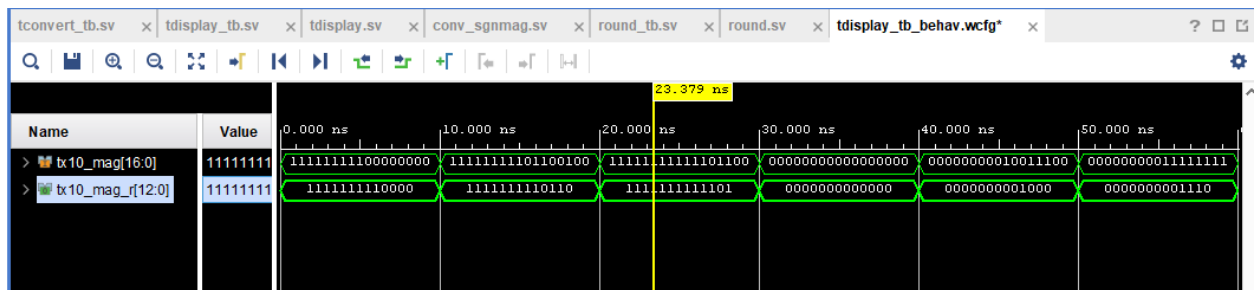 tconvert_tb.sv × tdisplay_tb.sv × tdisplay.sv × conv_sgnmag.sv × round_tb.sv × round.sv × tdisplay_tb_behav.wcfg* ×
23.379 ns
Name Value 0.000 ns 10.000 ns 20.000 ns 30.000 ns 40.000 ns 50.000 ns
tx10_mag[16:0] 11111111 11111111100000000 11111111101100100 11111111111101100 00000000000000000 00000000010011100 00000000011111111
tx10_mag_r[12:0] 11111111 1111111110000 1111111110110 1111111111101 0000000000000 0000000001000 0000000001110